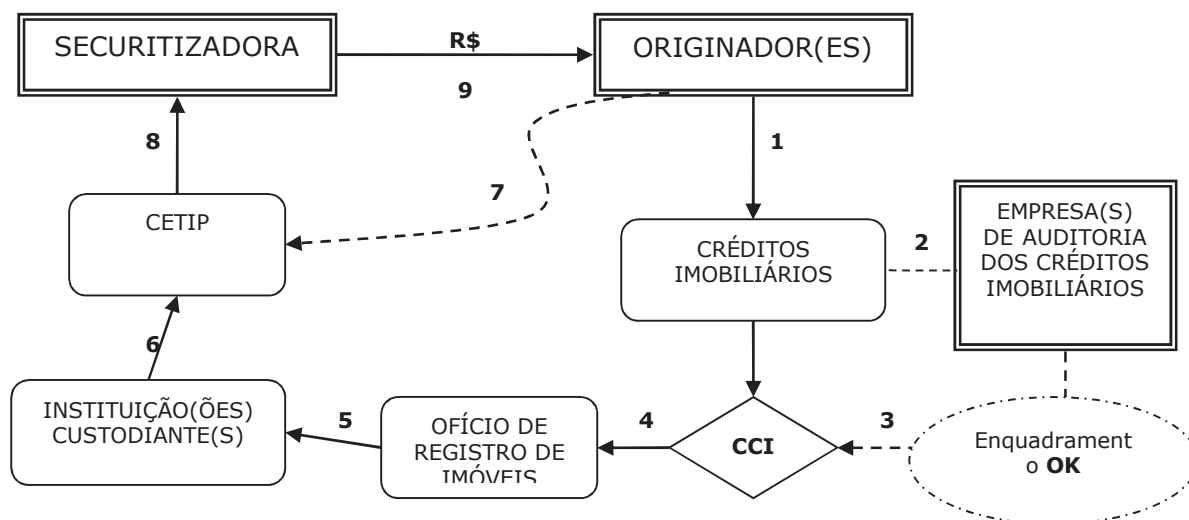 SECURITIZADORA
R$
ORIGINADOR(ES)
9
8
1
7
CETIP
CRÉDITOS
IMOBILIÁRIOS
2
EMPRESA(S)
DE AUDITORIA
DOS CRÉDITOS
IMOBILIÁRIOS
6
INSTITUIÇÃO(ÕES)
CUSTODIANTE(S)
5
OFÍCIO DE
REGISTRO DE
IMÓVEIS
4
CCI
3
Enquadrament
o OK